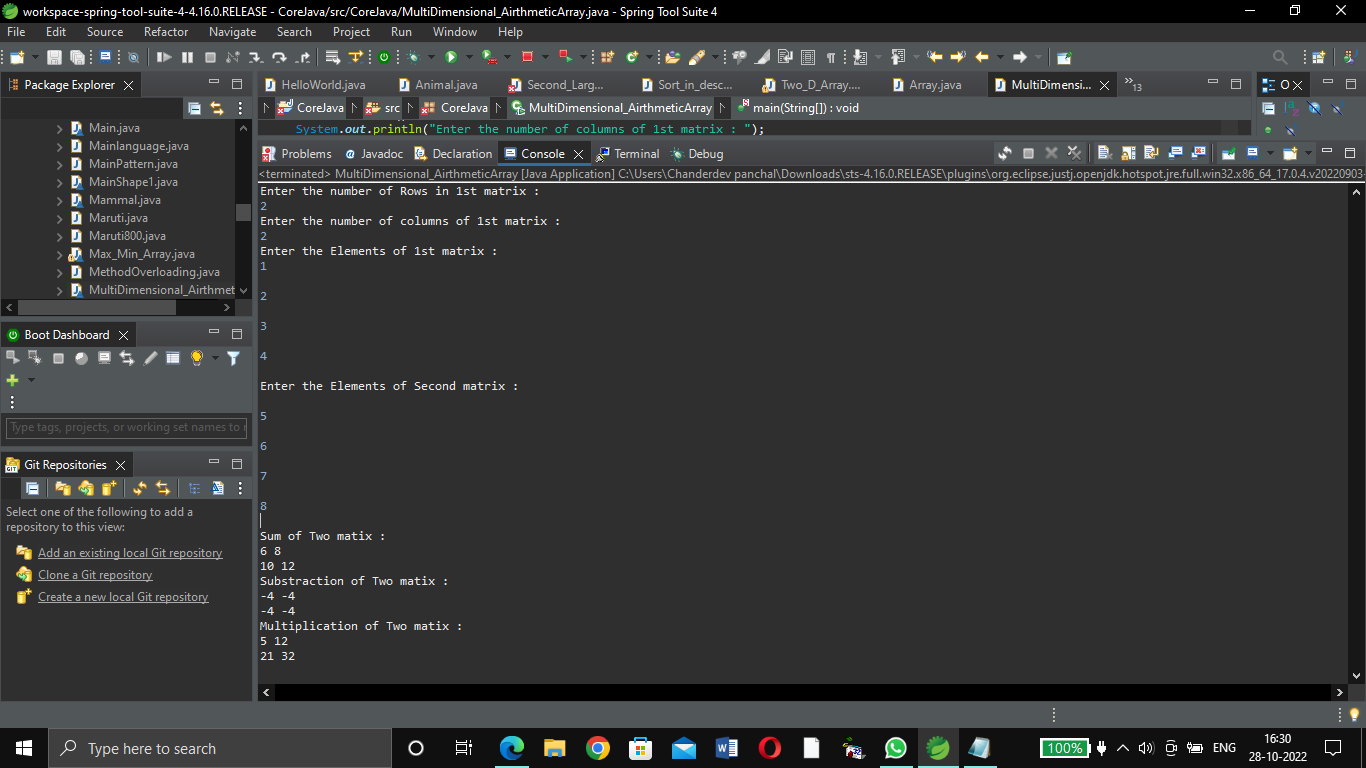 workspace-spring-tool-suite-4-4.16.0.RELEASE - CoreJava/src/CoreJava/MultiDimensional_AirthmeticArray.java - Spring Tool Suite 4
File Edit Source Refactor Navigate Search Project Run Window Help
Package Explorer
Main.java
Mainlanguage.java
MainPattern.java
MainShape1.java
Mammal.java
Maruti.java
Maruti800.java
Max_Min_Array.java
MethodOverloading.java
MultiDimensional_Airthmet
Boot Dashboard
Type tags, projects, or working set names to
Git Repositories
Select one of the following to add a
repository to this view:
Add an existing local Git repository
Clone a Git repository
Create a new local Git repository
HelloWorld.java Animal.java Second_Larg... Sort_in_desc... Two_D_Array.... Array.java MultiDimensi... »13
CoreJava src CoreJava MultiDimensional_AirthmeticArray main(String[]) : void
System.out.println("Enter the number of columns of 1st matrix : ");
Problems @ Javadoc Declaration Console Terminal Debug
<terminated> MultiDimensional_AirthmeticArray [Java Application] C:\Users\Chanderdev panchal\Downloads\sts-4.16.0.RELEASE\plugins\org.eclipse.justj.openjdk.hotspot.jre.full.win32.x86_64_17.0.4.v20220903-
Enter the number of Rows in 1st matrix :
2
Enter the number of columns of 1st matrix :
2
Enter the Elements of 1st matrix :
1
2
3
4
Enter the Elements of Second matrix :
5
6
7
8
Sum of Two matix :
6 8
10 12
Substraction of Two matix :
-4 -4
-4 -4
Multiplication of Two matix :
5 12
21 32
O
Type here to search
100%
ENG
16:30
28-10-2022